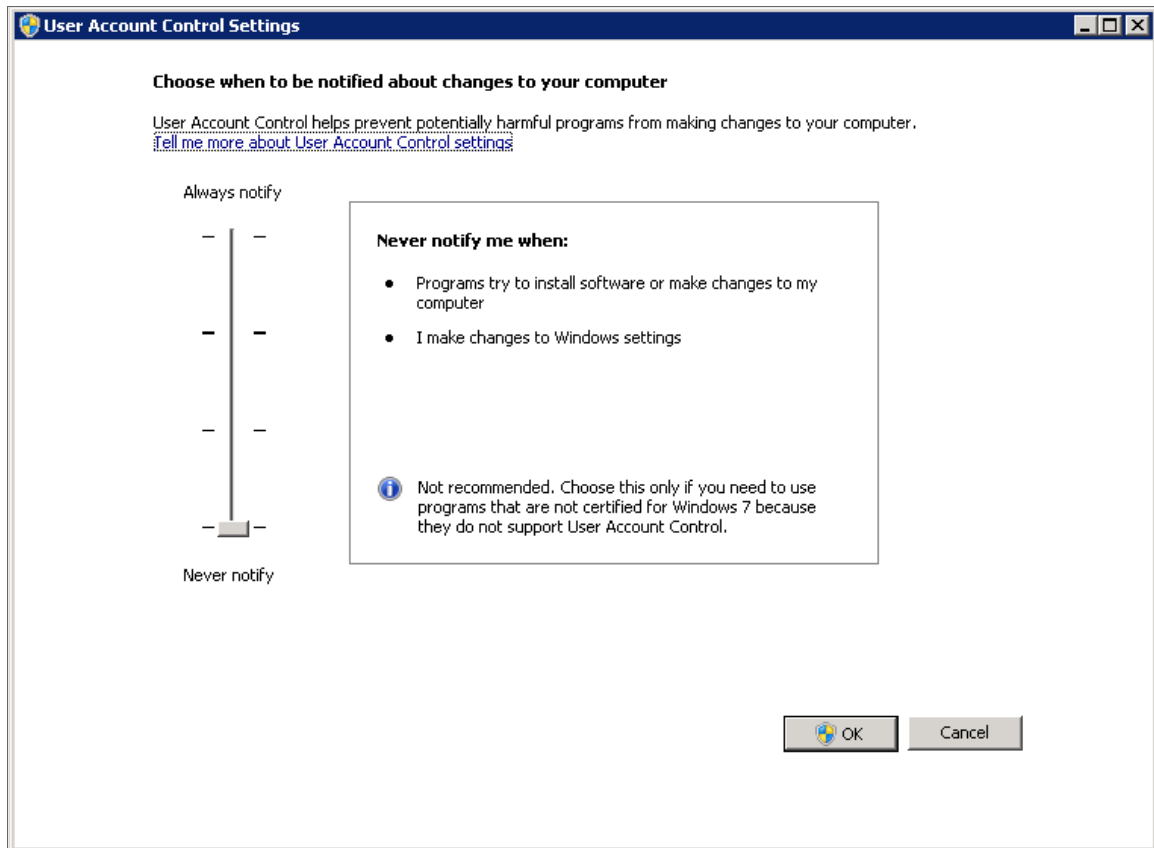 User Account Control Settings
Choose when to be notified about changes to your computer
User Account Control helps prevent potentially harmful programs from making changes to your computer.
Tell me more about User Account Control settings
Always notify
Never notify me when:
• Programs try to install software or make changes to my
computer
• I make changes to Windows settings
Not recommended. Choose this only if you need to use
programs that are not certified for Windows 7 because
they do not support User Account Control.
Never notify
OK
Cancel